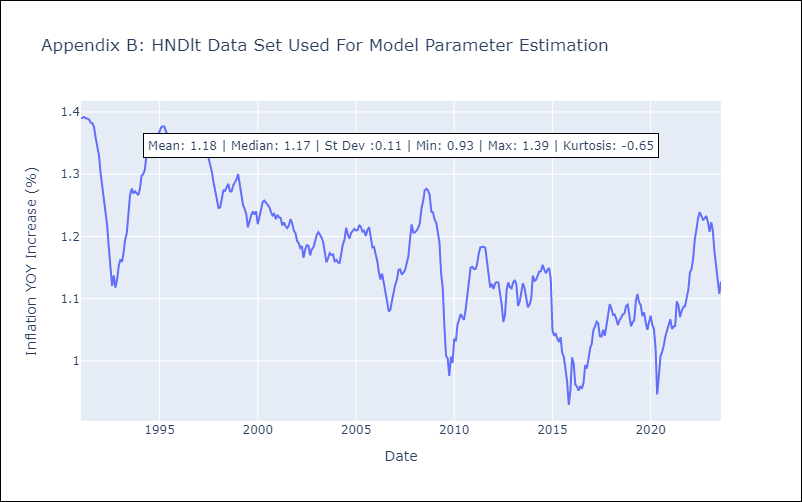 Appendix B: HNDlt Data Set Used For Model Parameter Estimation
1.4
Mean: 1.18 | Median: 1.17 | St Dev :0.11 | Min: 0.93 | Max: 1.39 | Kurtosis: -0.65
1.3
1.2
1.1
1
Inflation YOY Increase (%)
1995
2000
2005
2010
2015
2020
Date